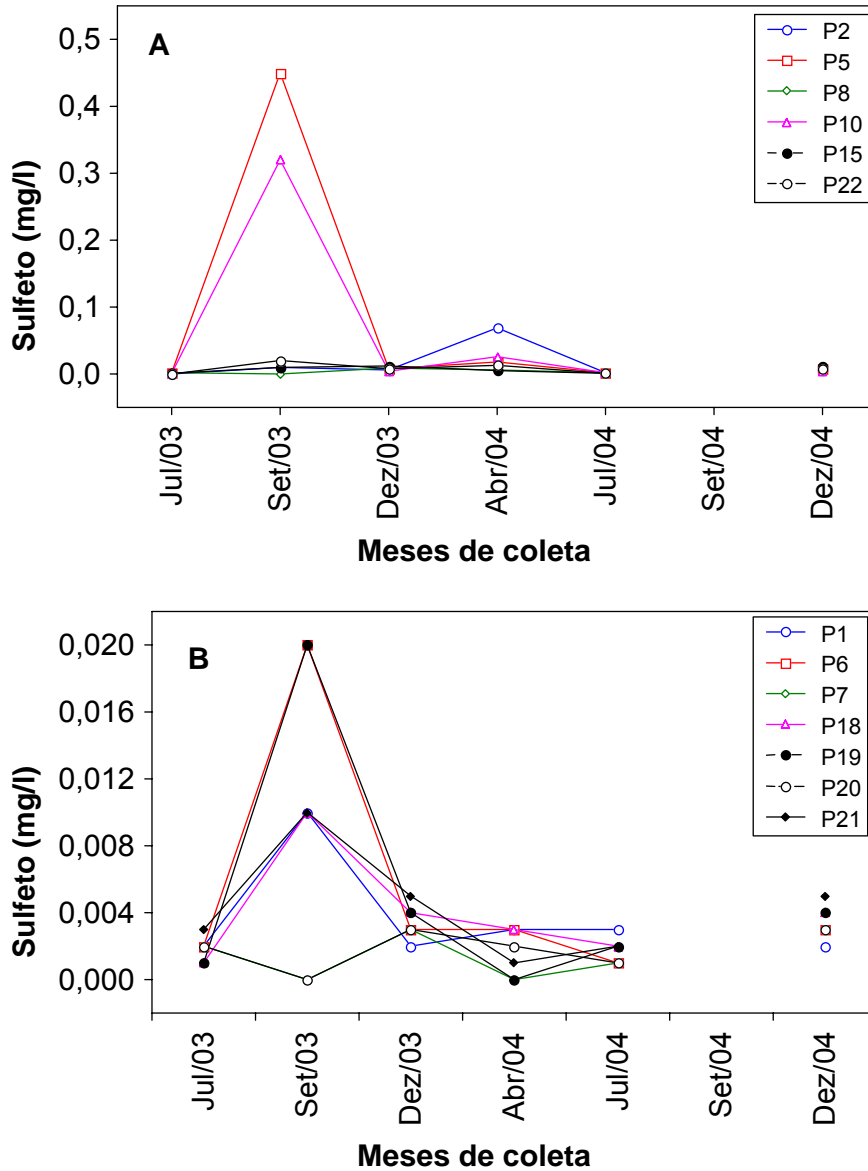 A
0,5
0,4
0,3
0,2
0,1
0,0
Sulfeto (mg/l)
P2
P5
P8
P10
P15
P22
Jul/03
Set/03
Dez/03
Abr/04
Jul/04
Set/04
Dez/04
Meses de coleta
B
0,020
0,016
0,012
0,008
0,004
0,000
Sulfeto (mg/l)
P1
P6
P7
P18
P19
P20
P21
Jul/03
Set/03
Dez/03
Abr/04
Jul/04
Set/04
Dez/04
Meses de coleta